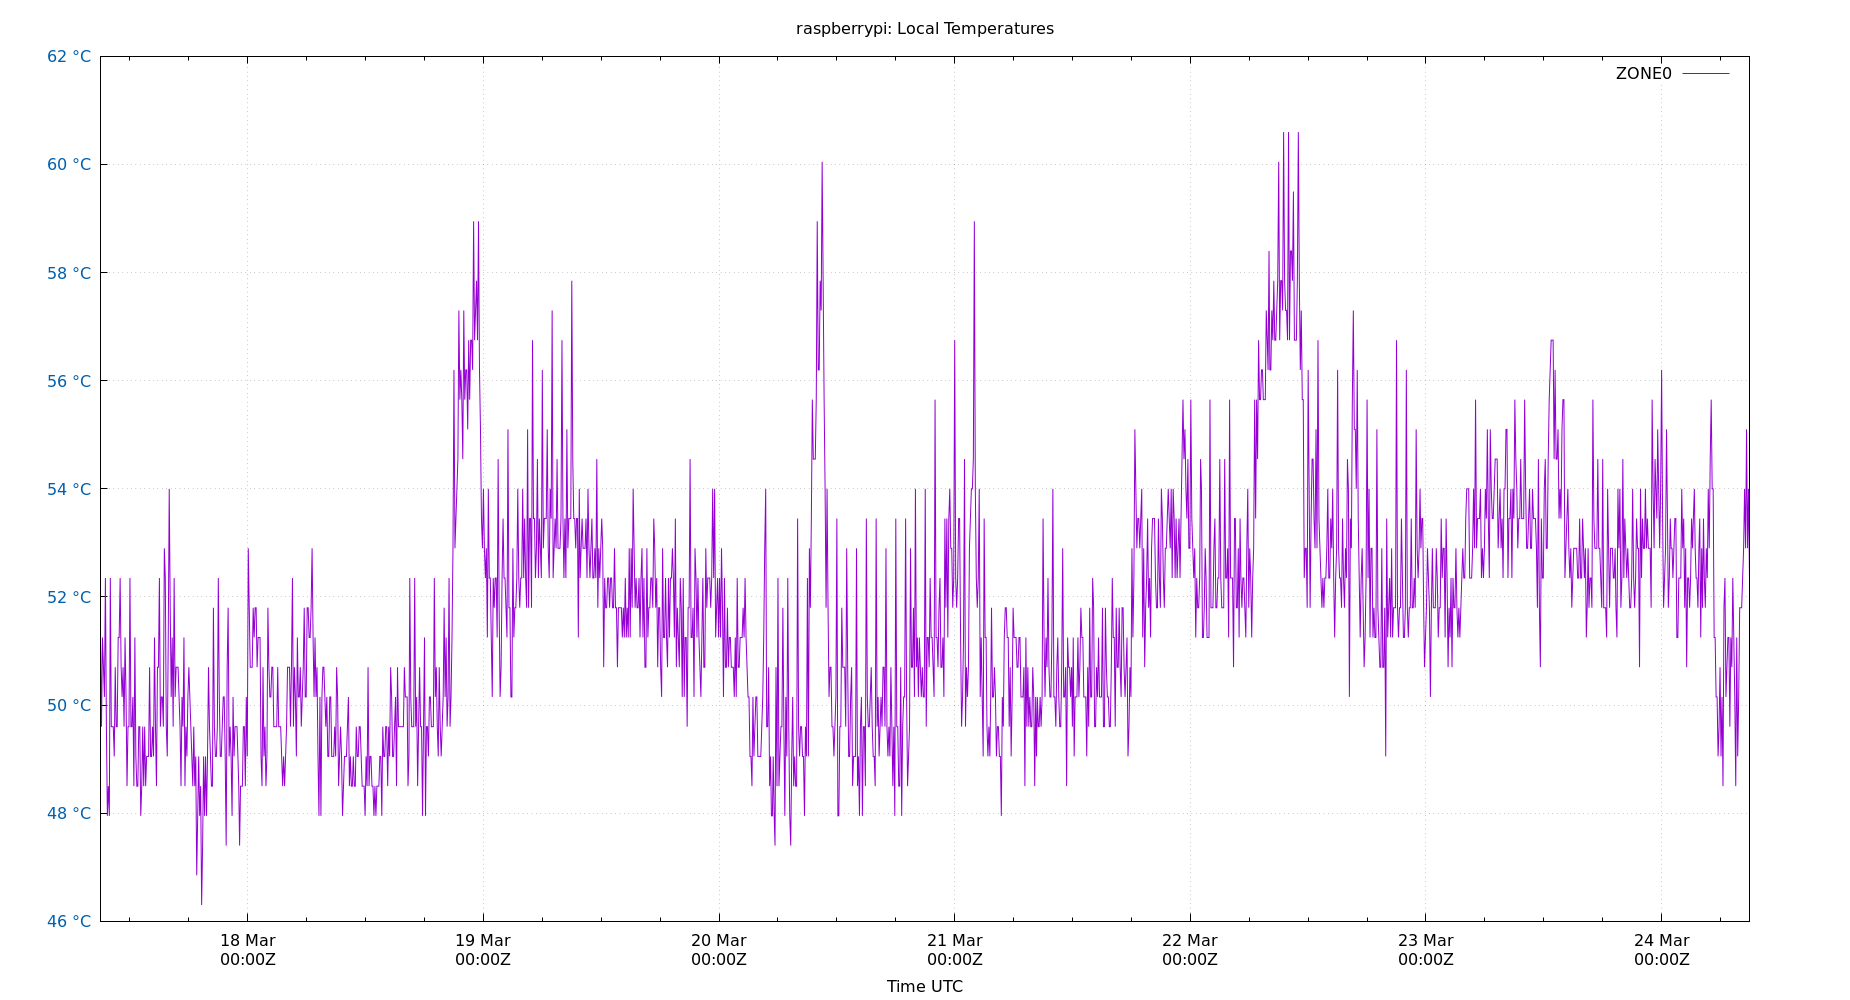 raspberrypi: Local Temperatures
ZONE0
62 °C
60 °C
58 °C
56 °C
54 °C
52 °C
50 °C
48 °C
46 °C
18 Mar 19 Mar 20 Mar 21 Mar 22 Mar 23 Mar 24 Mar
00:00Z 00:00Z 00:00Z 00:00Z 00:00Z 00:00Z 00:00Z
Time UTC